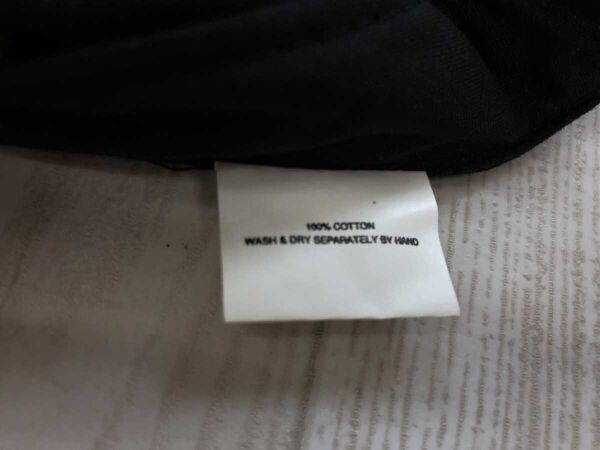 100% COTTON
WASH & DRY SEPARATELY BY HAND